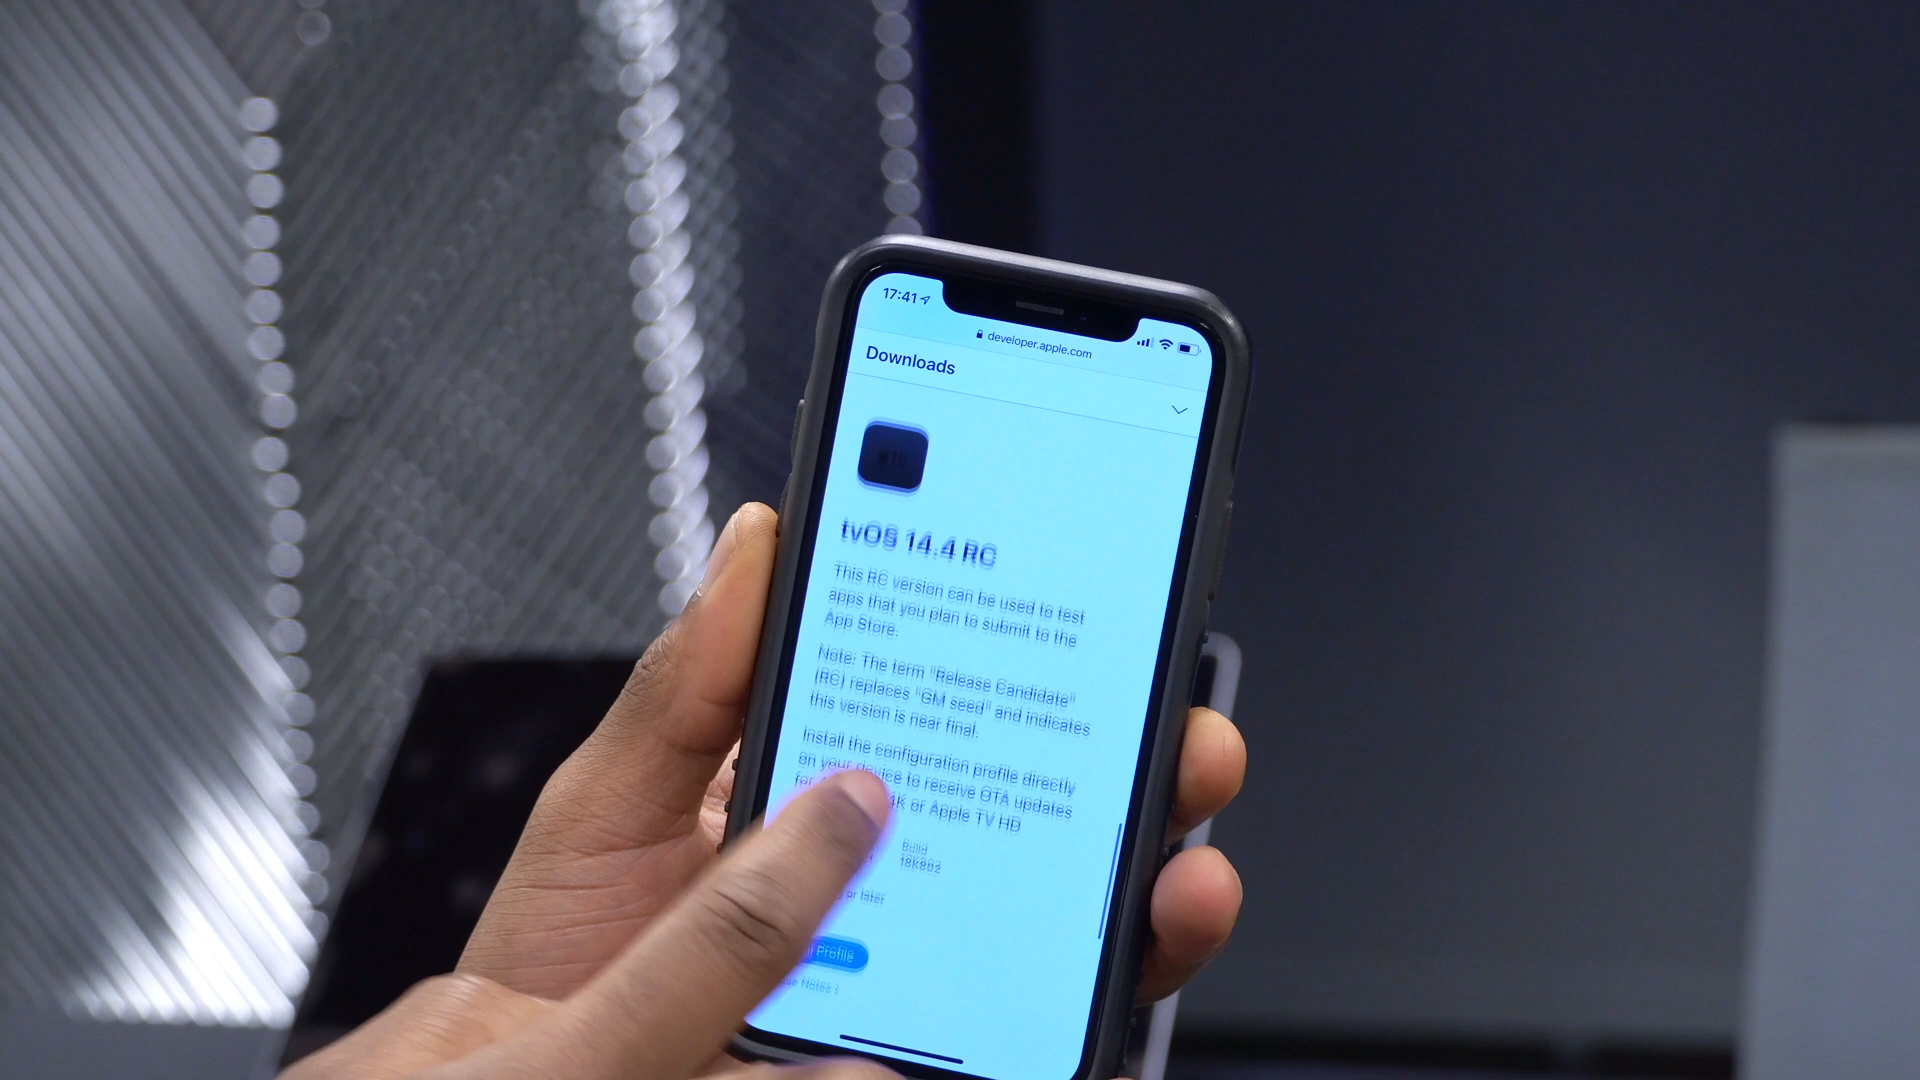 17:41
developer.apple.com
Downloads
tv
tvOS 14.4 RC
This RC version can be used to test
apps that you plan to submit to the
App Store.
Note: The term "Release Candidate"
(RC) replaces "GM seed" and indicates
this version is near final.
Install the configuration profile directly
on your device to receive OTA updates
for 4K or Apple TV HD
Build
18K802
or later
Profile
Notes